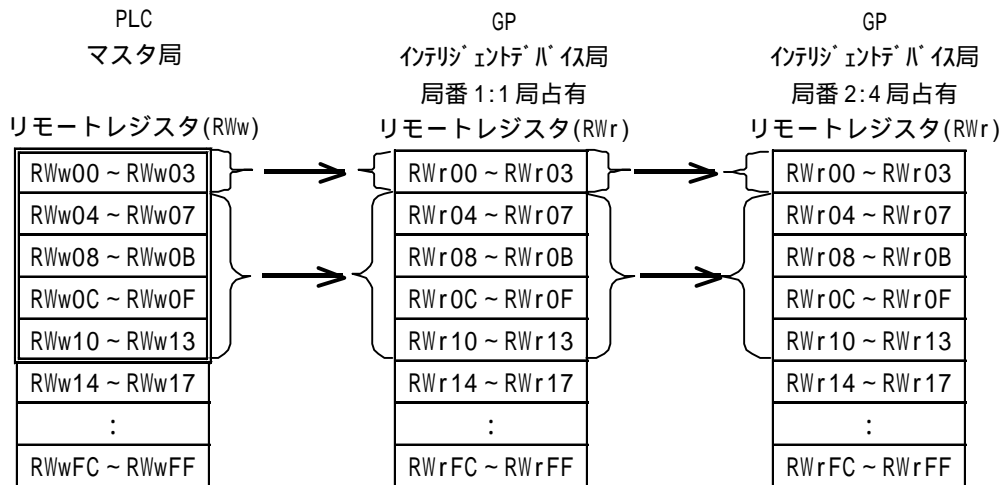 PLC
マスタ局
リモートレジスタ(RWw)
RWw00～RWw03
RWw04～RWw07
RWw08～RWw0B
RWw0C～RWw0F
RWw10～RWw13
RWw14～RWw17
:
RWwFC～RWwFF
GP
ｲﾝﾃﾘｼﾞｪﾝﾄﾃﾞﾊﾞｲｽ局
局番1:1局占有
リモートレジスタ(RWr)
RWr00～RWr03
RWr04～RWr07
RWr08～RWr0B
RWr0C～RWr0F
RWr10～RWr13
RWr14～RWr17
:
RWrFC～RWrFF
GP
ｲﾝﾃﾘｼﾞｪﾝﾄﾃﾞﾊﾞｲｽ局
局番2:4局占有
リモートレジスタ(RWr)
RWr00～RWr03
RWr04～RWr07
RWr08～RWr0B
RWr0C～RWr0F
RWr10～RWr13
RWr14～RWr17
:
RWrFC～RWrFF